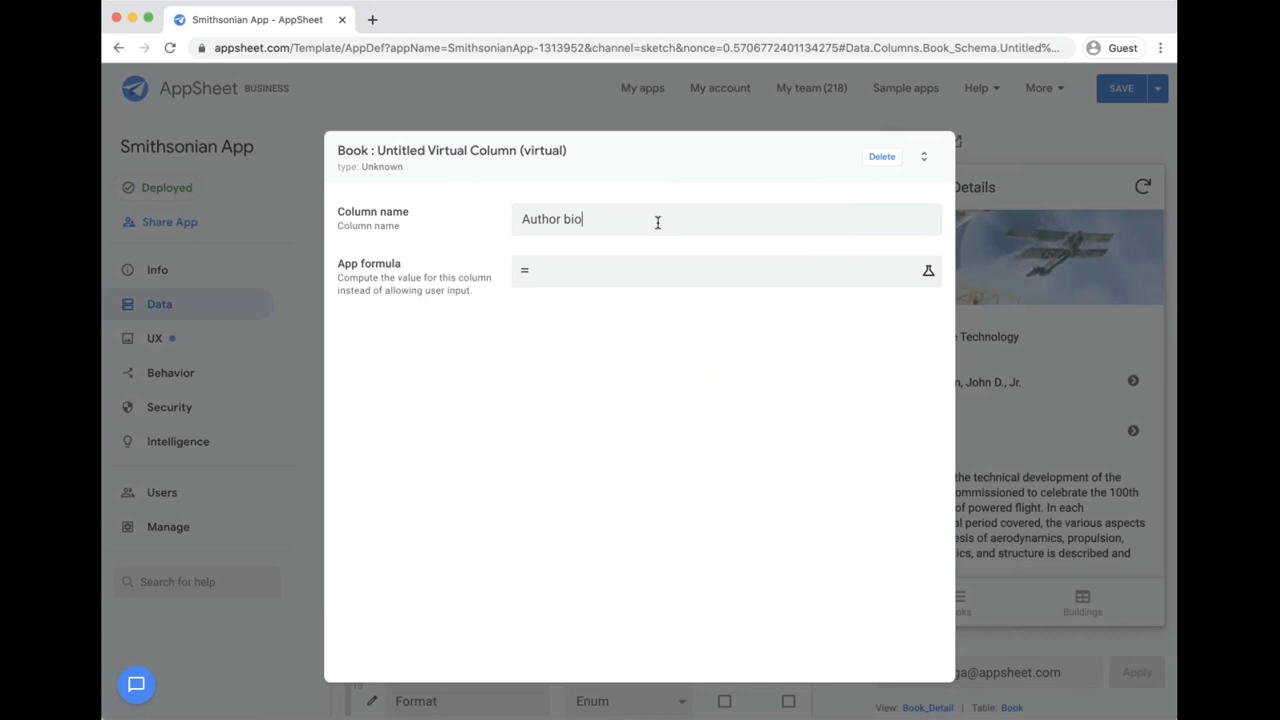 Smithsonian App - AppSheet
appsheet.com/Template/AppDef?appName=SmithsonianApp-1313952&channel=sketch&nonce=0.5706772401134275#Data.Columns.Book_Schema.Untitled%...
Guest
AppSheet BUSINESS
My apps
My account
My team (218)
Sample apps
Help
More
SAVE
Smithsonian App
Deployed
Share App
Info
Data
UX
Behavior
Security
Intelligence
Users
Manage
Search for help
Book : Untitled Virtual Column (virtual)
type: Unknown
Delete
Column name
Column name
Author bio
App formula
Compute the value for this column
instead of allowing user input.
=
Details
Technology
John D., Jr.
the technical development of the
commissioned to celebrate the 100th
of powered flight. In each
period covered, the various aspects
of aerodynamics, propulsion,
and structure is described and
Buildings
Format
Enum
@appsheet.com
Apply
View: Book_Detail | Table: Book